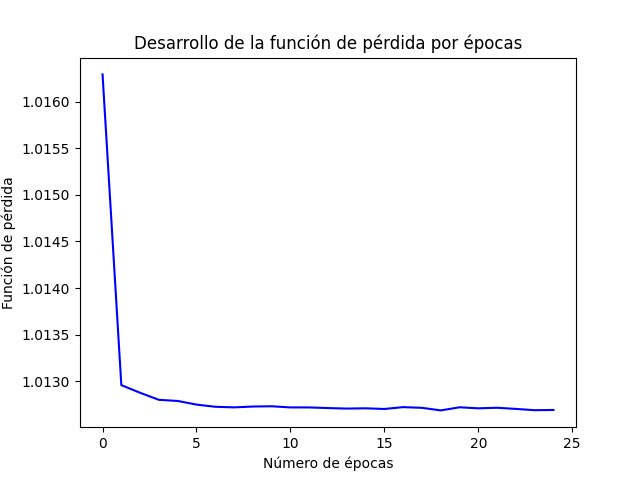 Desarrollo de la función de pérdida por épocas
Función de pérdida
1.0160
1.0155
1.0150
1.0145
1.0140
1.0135
1.0130
0 5 10 15 20 25
Número de épocas